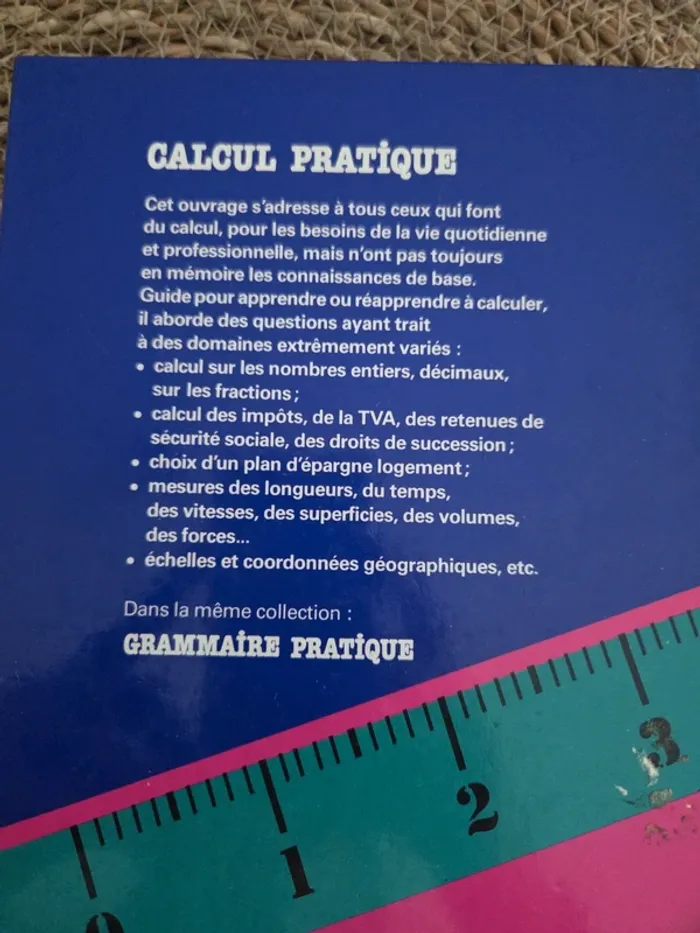 CALCUL PRATIQUE
Cet ouvrage s'adresse à tous ceux qui font
du calcul, pour les besoins de la vie quotidienne
et professionnelle, mais n'ont pas toujours
en mémoire les connaissances de base.
Guide pour apprendre ou réapprendre à calculer,
il aborde des questions ayant trait
à des domaines extrêmement variés :
• calcul sur les nombres entiers, décimaux,
sur les fractions ;
• calcul des impôts, de la TVA, des retenues de
sécurité sociale, des droits de succession ;
• choix d'un plan d'épargne logement ;
• mesures des longueurs, du temps,
des vitesses, des superficies, des volumes,
des forces...
• échelles et coordonnées géographiques, etc.
Dans la même collection :
GRAMMAIRE PRATIQUE
0 1 2 3